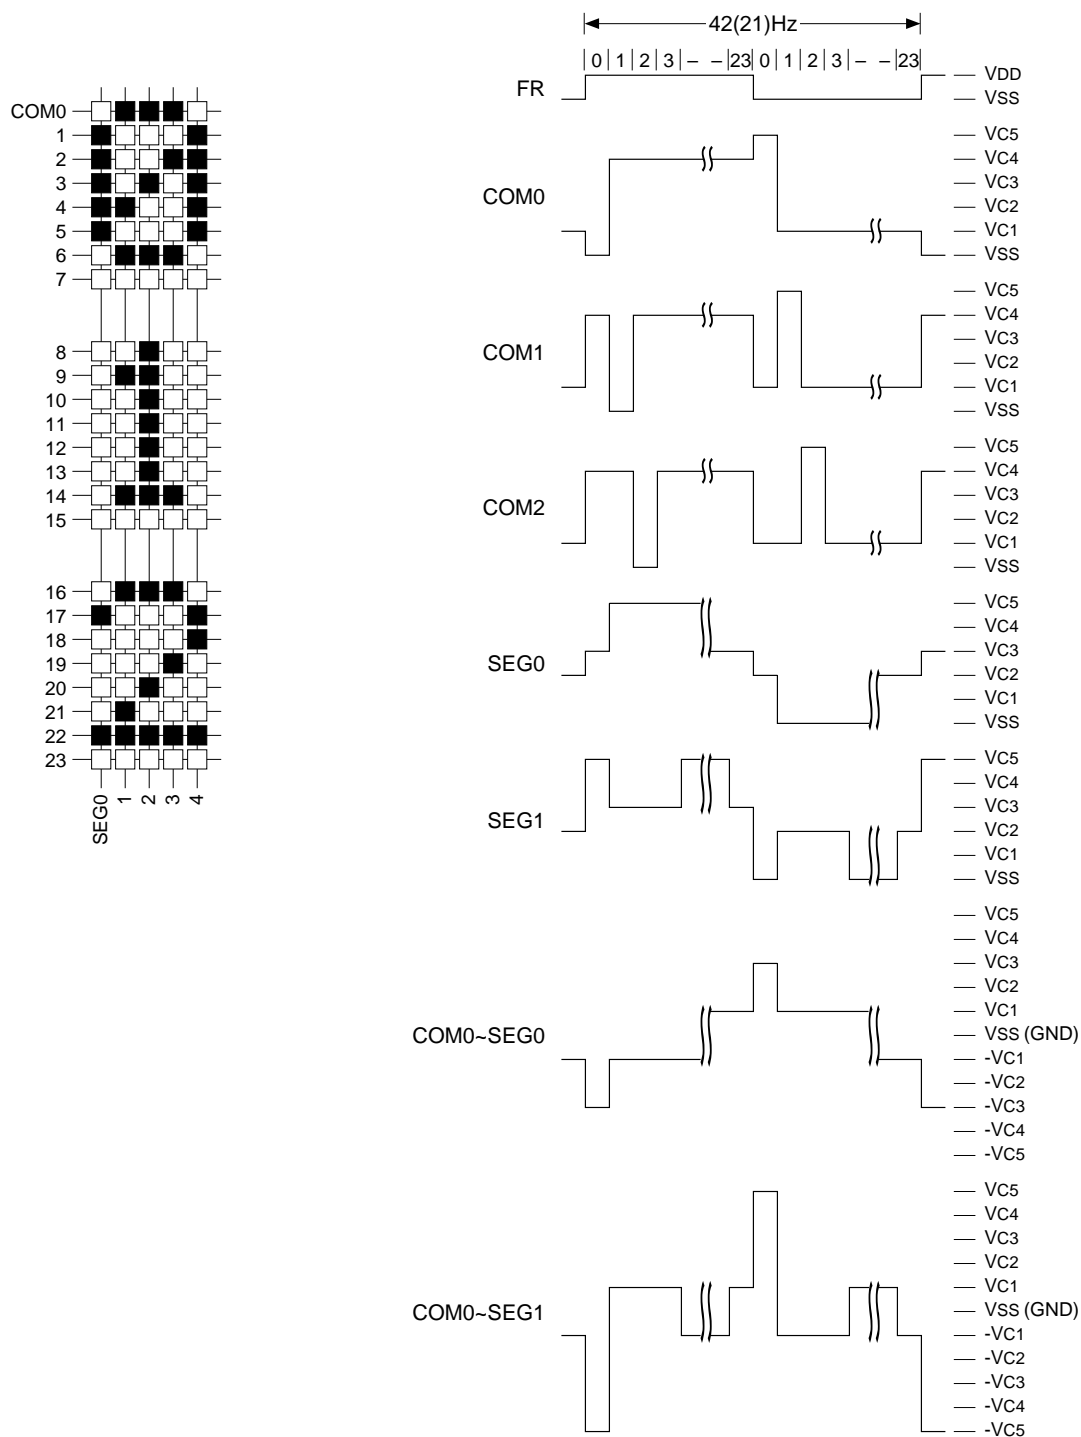 42(21)Hz
0 1 2 3 – – 23 0 1 2 3 – – 23
FR
VDD
VSS
COM0
1
2
3
4
5
6
7
8
9
10
11
12
13
14
15
16
17
18
19
20
21
22
23
SEG0
1
2
3
4
COM0
VC5
VC4
VC3
VC2
VC1
VSS
COM1
VC5
VC4
VC3
VC2
VC1
VSS
COM2
VC5
VC4
VC3
VC2
VC1
VSS
SEG0
VC5
VC4
VC3
VC2
VC1
VSS
SEG1
VC5
VC4
VC3
VC2
VC1
VSS
COM0~SEG0
VC5
VC4
VC3
VC2
VC1
VSS (GND)
-VC1
-VC2
-VC3
-VC4
-VC5
COM0~SEG1
VC5
VC4
VC3
VC2
VC1
VSS (GND)
-VC1
-VC2
-VC3
-VC4
-VC5